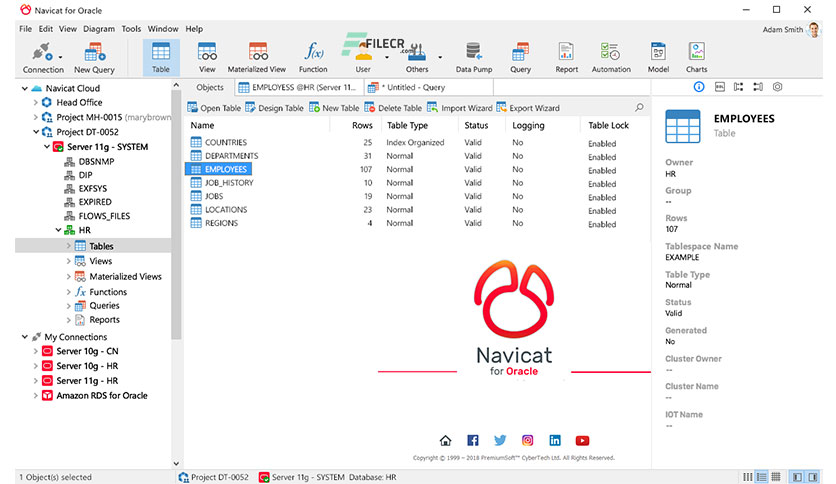 Navicat for Oracle
File Edit View Diagram Tools Window Help
Adam Smith
Connection New Query Table View Materialized View Function User Others Data Pump Query Report Automation Model Charts
FILECR
.com
Objects EMPLOYESS @HR (Server 11... * Untitled - Query
Open Table Design Table New Table Delete Table Import Wizard Export Wizard
Name Rows Table Type Status Logging Table Lock
COUNTRIES 25 Index Organized Valid No Enabled
DEPARTMENTS 31 Normal Valid No Enabled
EMPLOYEES 107 Normal Valid No Enabled
JOB_HISTORY 10 Normal Valid No Enabled
JOBS 19 Normal Valid No Enabled
LOCATIONS 23 Normal Valid No Enabled
REGIONS 4 Normal Valid No Enabled
Navicat Cloud
Head Office
Project MH-0015 (marybrown
Project DT-0052
Server 11g - SYSTEM
DBSNMP
DIP
EXFSYS
EXPIRED
FLOWS_FILES
HR
Tables
Views
Materialized Views
Functions
Queries
Reports
My Connections
Server 10g - CN
Server 10g - HR
Server 11g - HR
Amazon RDS for Oracle
Navicat
for Oracle
Copyright © 1999 – 2018 PremiumSoft™ CyberTech Ltd. All Rights Reserved.
EMPLOYEES
Table
Owner
HR
Group
--
Rows
107
Tablespace Name
EXAMPLE
Table Type
Normal
Status
Valid
Generated
No
Cluster Owner
--
Cluster Name
--
IOT Name
--
1 Object(s) selected Project DT-0052 Server 11g - SYSTEM Database: HR